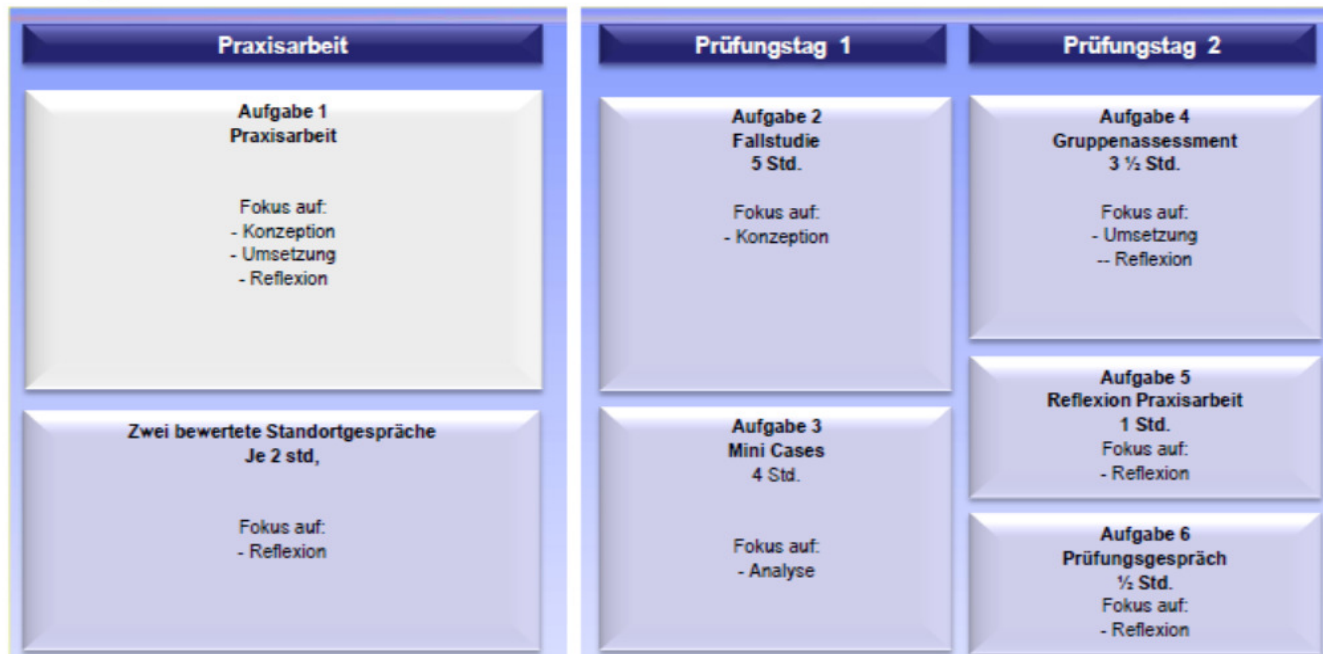 Praxisarbeit
Aufgabe 1
Praxisarbeit
Fokus auf:
- Konzeption
- Umsetzung
- Reflexion
Zwei bewertete Standortgespräche
Je 2 std,
Fokus auf:
- Reflexion
Prüfungstag 1
Aufgabe 2
Fallstudie
5 Std.
Fokus auf:
- Konzeption
Aufgabe 3
Mini Cases
4 Std.
Fokus auf:
- Analyse
Prüfungstag 2
Aufgabe 4
Gruppenassessment
3 ½ Std.
Fokus auf:
- Umsetzung
-- Reflexion
Aufgabe 5
Reflexion Praxisarbeit
1 Std.
Fokus auf:
- Reflexion
Aufgabe 6
Prüfungsgespräch
½ Std.
Fokus auf:
- Reflexion